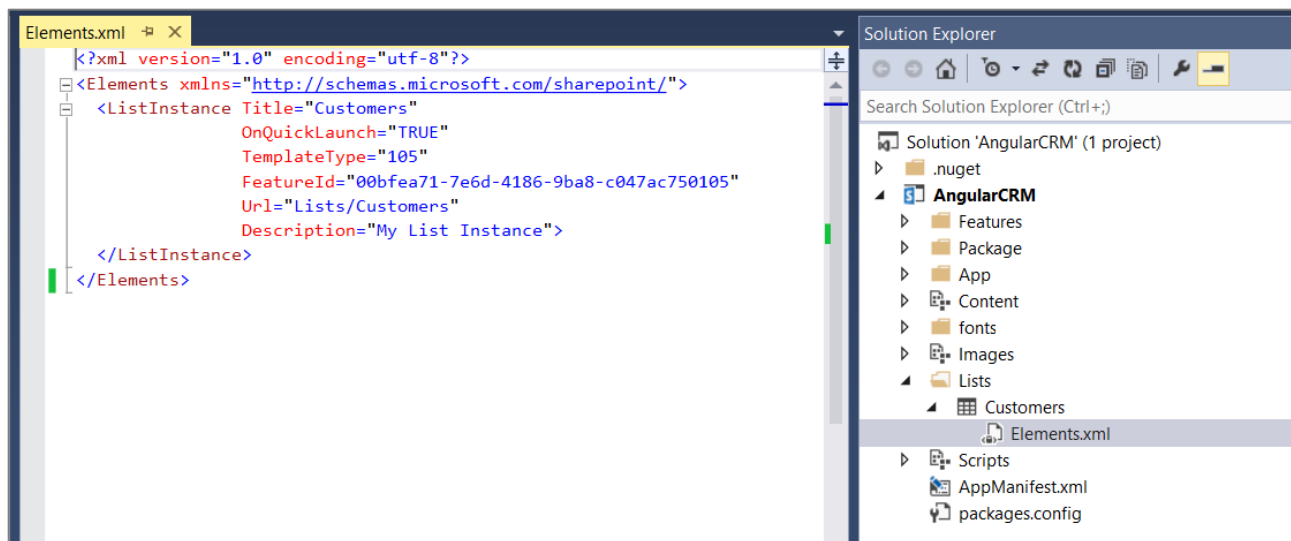 Elements.xml
<?xml version="1.0" encoding="utf-8"?>
<Elements xmlns="http://schemas.microsoft.com/sharepoint/">
<ListInstance Title="Customers"
OnQuickLaunch="TRUE"
TemplateType="105"
FeatureId="00bfea71-7e6d-4186-9ba8-c047ac750105"
Url="Lists/Customers"
Description="My List Instance">
</ListInstance>
</Elements>
Solution Explorer
Search Solution Explorer (Ctrl+;)
Solution 'AngularCRM' (1 project)
.nuget
AngularCRM
Features
Package
App
Content
fonts
Images
Lists
Customers
Elements.xml
Scripts
AppManifest.xml
packages.config